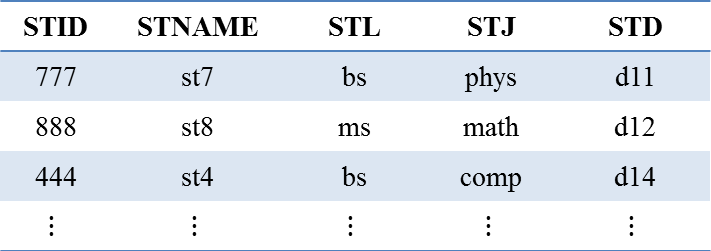 STID STNAME STL STJ STD
777 st7 bs phys d11
888 st8 ms math d12
444 st4 bs comp d14
⋮ ⋮ ⋮ ⋮ ⋮